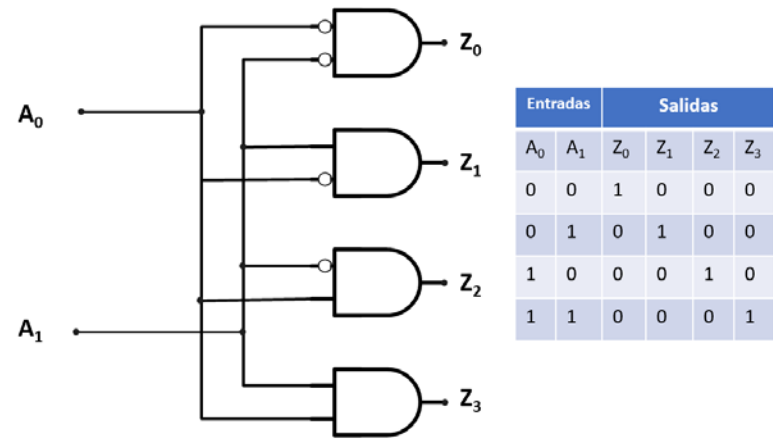 Z₀
A₀
Z₁
Z₂
A₁
Z₃
Entradas Salidas
A₀ A₁ Z₀ Z₁ Z₂ Z₃
0 0 1 0 0 0
0 1 0 1 0 0
1 0 0 0 1 0
1 1 0 0 0 1